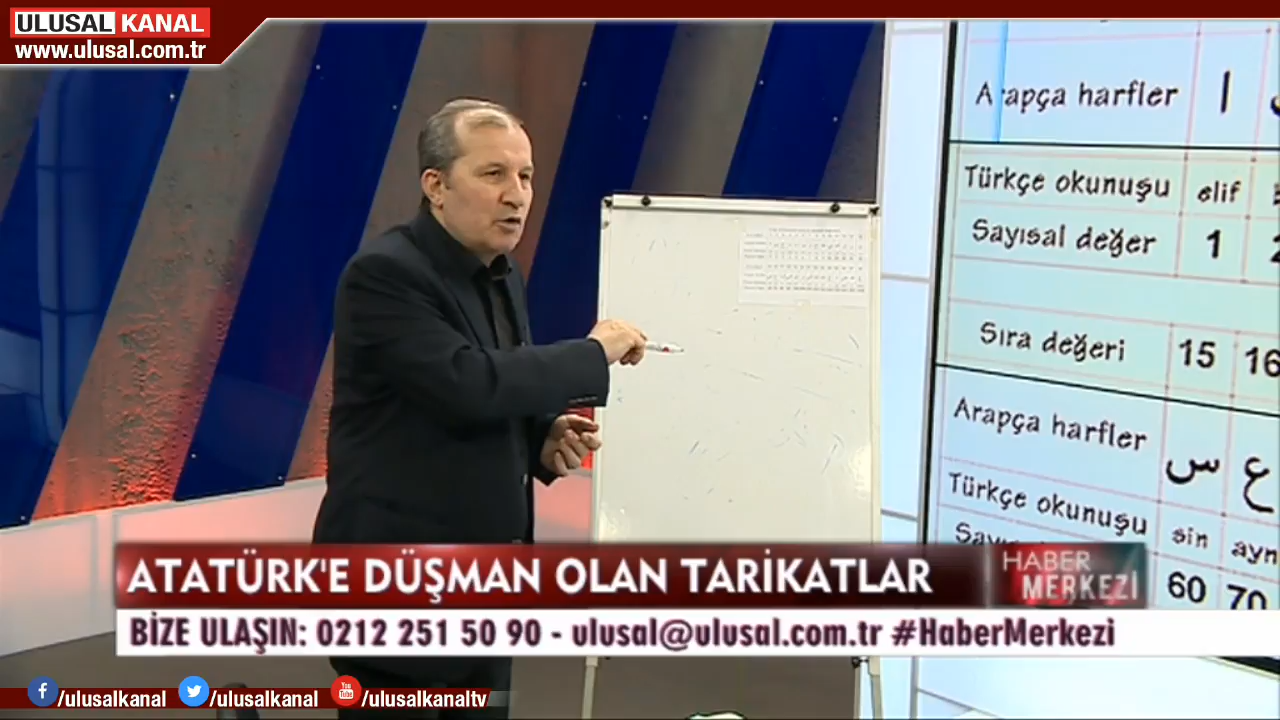 ULUSAL KANAL
www.ulusal.com.tr
Arapça harfler ا
Türkçe okunuşu elif
Sayısal değer 1 2
Sıra değeri 15 16
Arapça harfler س ع
Türkçe okunuşu sin ayn
60 70
ATATÜRK'E DÜŞMAN OLAN TARİKATLAR
HABER MERKEZİ
BİZE ULAŞIN: 0212 251 50 90 - ulusal@ulusal.com.tr #HaberMerkezi
/ulusalkanal /ulusalkanal /ulusalkanaltv